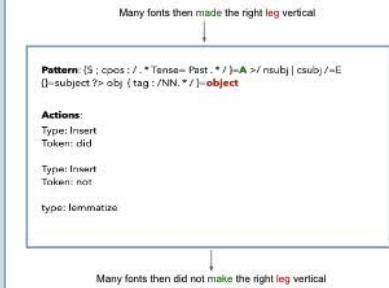 Many fonts then made the right leg vertical
Pattern: {$ ; cpos : / . * Tense= Past . * / }=A >/ nsubj | csubj /=E
{}=subject ?> obj { tag : /NN. * / }=object
Actions:
Type: Insert
Token: did
Type: Insert
Token: not
type: lemmatize
Many fonts then did not make the right leg vertical